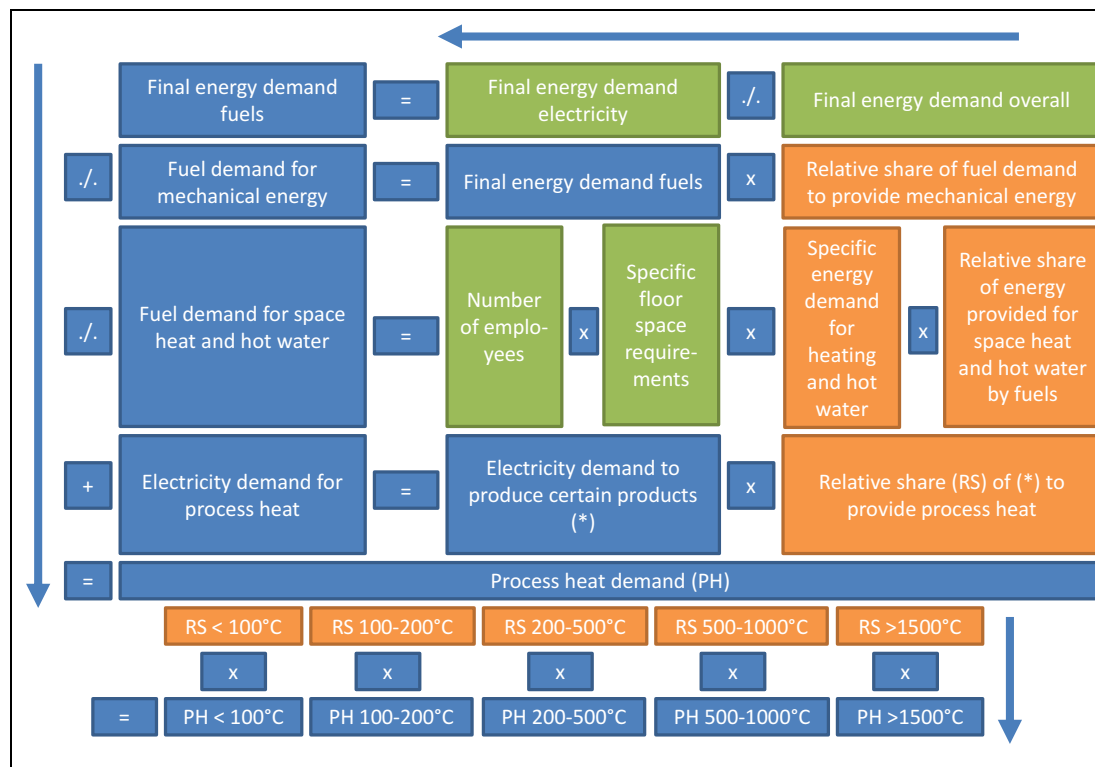 Final energy demand
fuels
=
Final energy demand
electricity
./.
Final energy demand overall
./.
Fuel demand for
mechanical energy
=
Final energy demand fuels
x
Relative share of fuel demand
to provide mechanical energy
./.
Fuel demand for space
heat and hot water
=
Number
of emplo-
yees
x
Specific
floor
space
require-
ments
x
Specific
energy
demand
for
heating
and hot
water
x
Relative share
of energy
provided for
space heat
and hot water
by fuels
+
Electricity demand for
process heat
=
Electricity demand to
produce certain products
(*)
x
Relative share (RS) of (*) to
provide process heat
=
Process heat demand (PH)
RS < 100°C
RS 100-200°C
RS 200-500°C
RS 500-1000°C
RS >1500°C
x
x
x
x
x
=
PH < 100°C
PH 100-200°C
PH 200-500°C
PH 500-1000°C
PH >1500°C